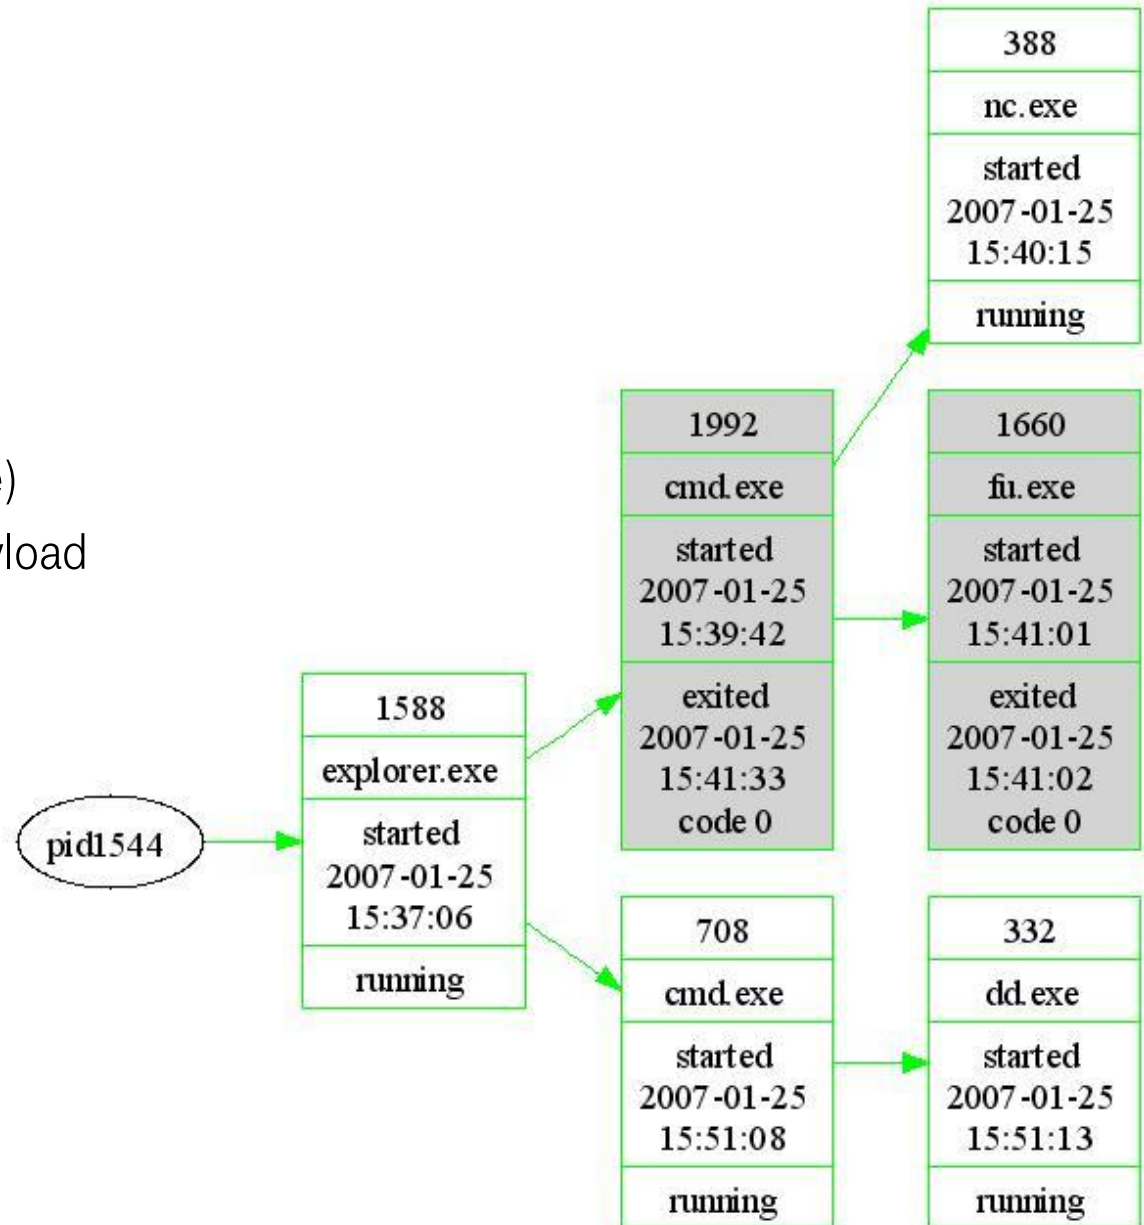 388
nc.exe
started
2007-01-25
15:40:15
running
1992
cmd.exe
started
2007-01-25
15:39:42
exited
2007-01-25
15:41:33
code 0
1660
fu.exe
started
2007-01-25
15:41:01
exited
2007-01-25
15:41:02
code 0
pid1544
1588
explorer.exe
started
2007-01-25
15:37:06
running
708
cmd.exe
started
2007-01-25
15:51:08
running
332
dd.exe
started
2007-01-25
15:51:13
running